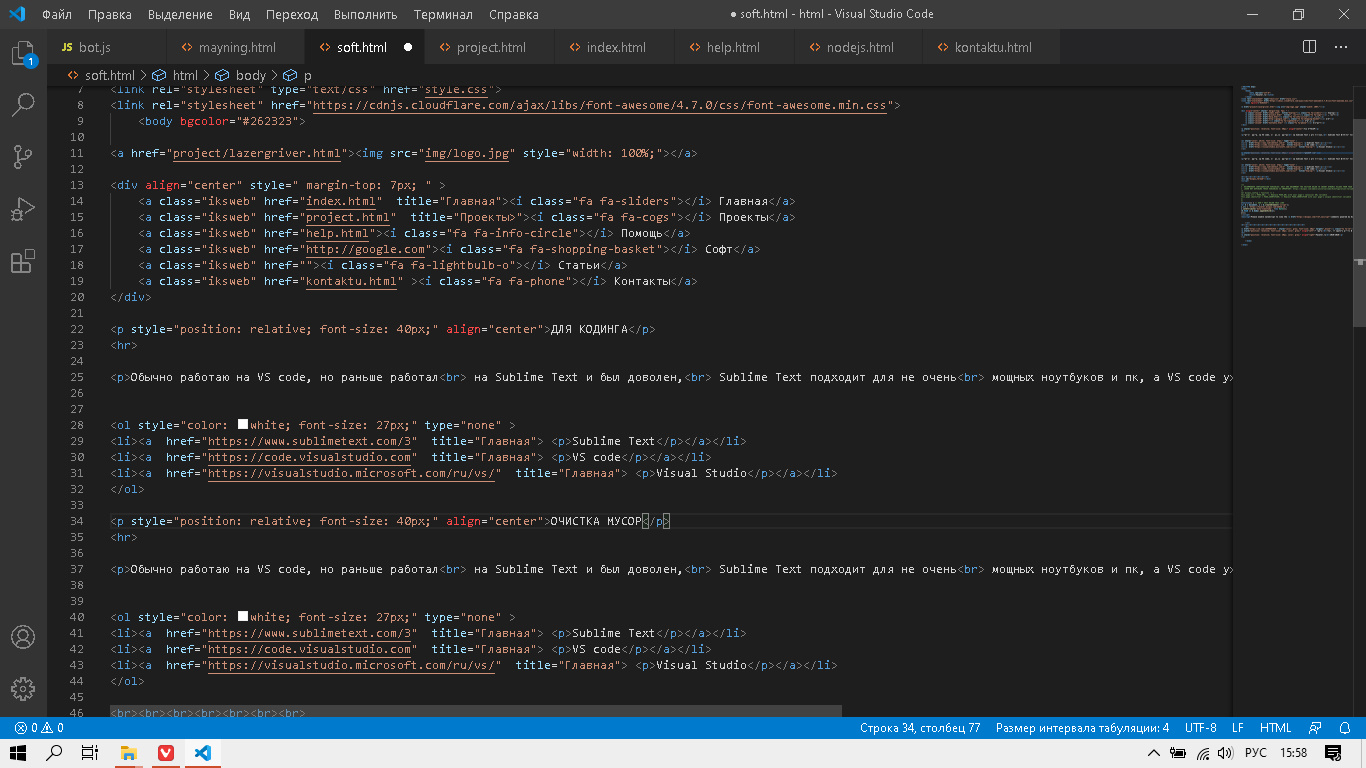 Файл Правка Выделение Вид Переход Выполнить Терминал Справка ● soft.html - html - Visual Studio Code
JS bot.js <> mayning.html <> soft.html ● <> project.html <> index.html <> help.html <> nodejs.html <> kontaktu.html
<> soft.html > html > body > p
7 <link rel="stylesheet" type="text/css" href="style.css">
8 <link rel="stylesheet" href="https://cdnjs.cloudflare.com/ajax/libs/font-awesome/4.7.0/css/font-awesome.min.css">
9 <body bgcolor="#262323">
10
11 <a href="project/lazergriver.html"><img src="img/logo.jpg" style="width: 100%;"></a>
12
13 <div align="center" style=" margin-top: 7px; " >
14 <a class="iksweb" href="index.html"  title="Главная"><i class="fa fa-sliders"></i> Главная</a>
15 <a class="iksweb" href="project.html"  title="Проекты>"><i class="fa fa-cogs"></i> Проекты</a>
16 <a class="iksweb" href="help.html"><i class="fa fa-info-circle"></i> Помощь</a>
17 <a class="iksweb" href="http://google.com"><i class="fa fa-shopping-basket"></i> Софт</a>
18 <a class="iksweb" href=""><i class="fa fa-lightbulb-o"></i> Статьи</a>
19 <a class="iksweb" href="kontaktu.html" ><i class="fa fa-phone"></i> Контакты</a>
20 </div>
21
22 <p style="position: relative; font-size: 40px;" align="center">ДЛЯ КОДИНГА</p>
23 <hr>
24
25 <p>Обычно работаю на VS code, но раньше работал<br> на Sublime Text и был доволен,<br> Sublime Text подходит для не очень<br> мощных ноутбуков и пк, а VS code у
26
27
28 <ol style="color: white; font-size: 27px;" type="none" >
29 <li><a  href="https://www.sublimetext.com/3"  title="Главная"> <p>Sublime Text</p></a></li>
30 <li><a  href="https://code.visualstudio.com"  title="Главная"> <p>VS code</p></a></li>
31 <li><a  href="https://visualstudio.microsoft.com/ru/vs/"  title="Главная"> <p>Visual Studio</p></a></li>
32 </ol>
33
34 <p style="position: relative; font-size: 40px;" align="center">ОЧИСТКА МУСОР</p>
35 <hr>
36
37 <p>Обычно работаю на VS code, но раньше работал<br> на Sublime Text и был доволен,<br> Sublime Text подходит для не очень<br> мощных ноутбуков и пк, а VS code у
38
39
40 <ol style="color: white; font-size: 27px;" type="none" >
41 <li><a  href="https://www.sublimetext.com/3"  title="Главная"> <p>Sublime Text</p></a></li>
42 <li><a  href="https://code.visualstudio.com"  title="Главная"> <p>VS code</p></a></li>
43 <li><a  href="https://visualstudio.microsoft.com/ru/vs/"  title="Главная"> <p>Visual Studio</p></a></li>
44 </ol>
45
46 <br><br><br><br><br><br><br>
0 0 Строка 34, столбец 77 Размер интервала табуляции: 4 UTF-8 LF HTML
1
РУС 15:58